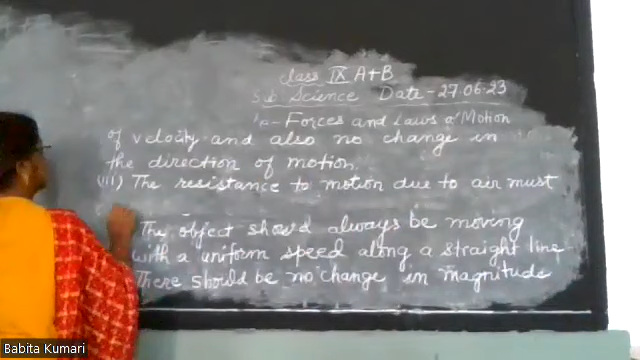 Class IX A+B
Sub Science Date-27.06.23
Forces and Laws of Motion
of velocity and also no change in
the direction of motion
(iii) The resistance to motion due to air must
The object should always be moving
with a uniform speed along a straight line
There should be no change in magnitude
Babita Kumari